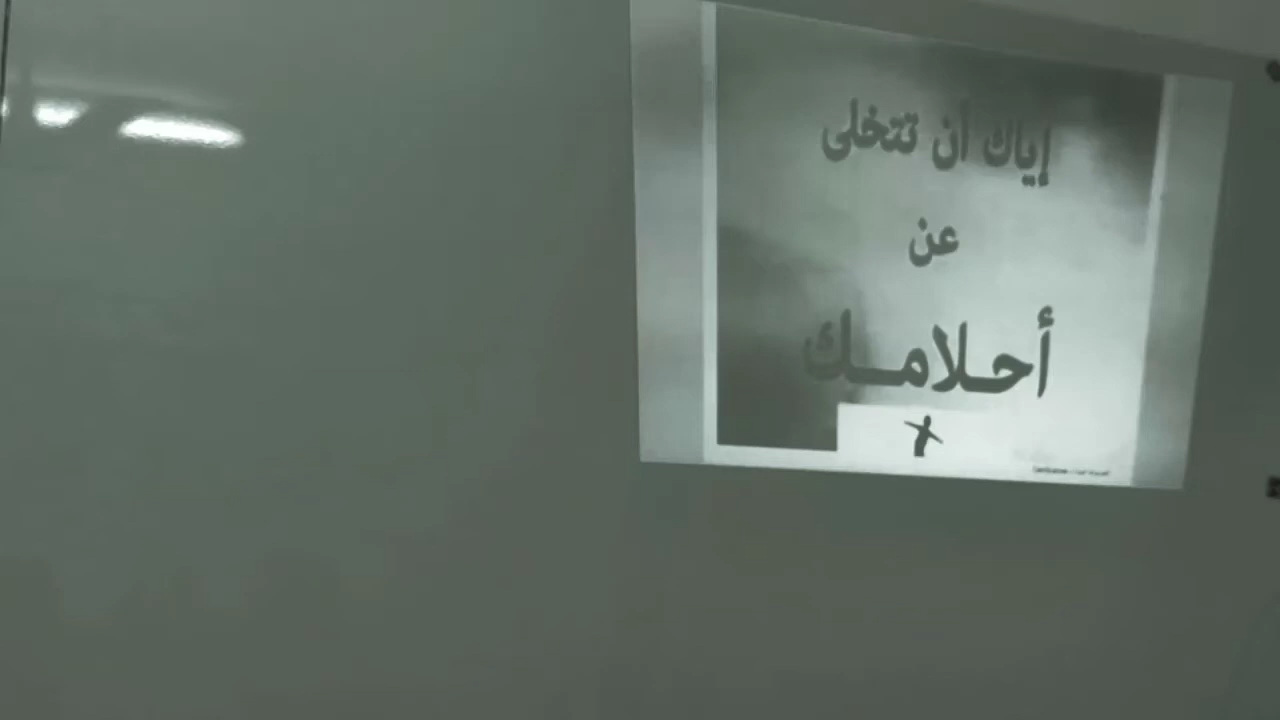 إياك أن تتخلى
عن
أحلامـك